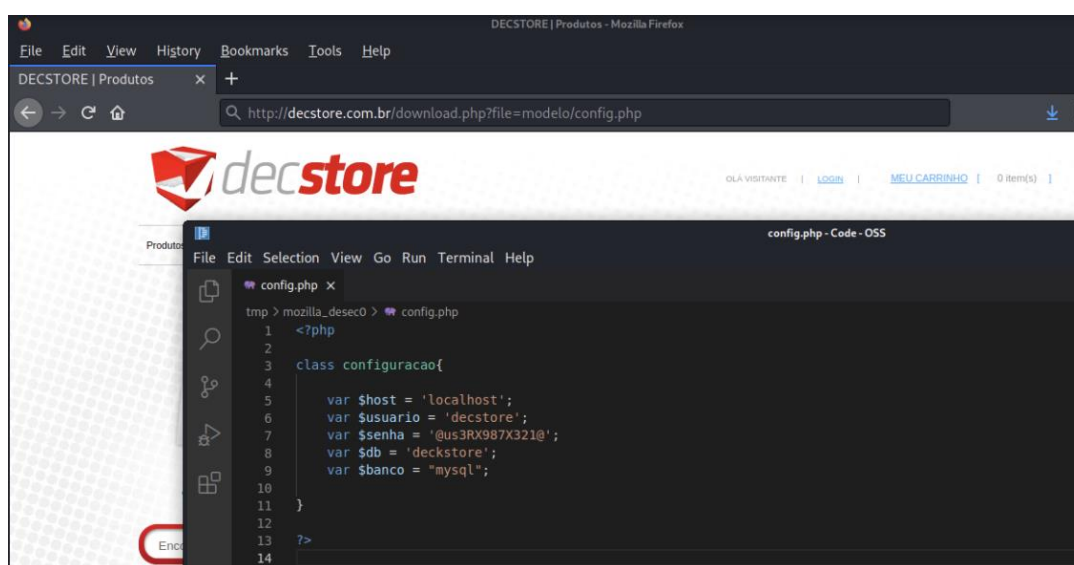 DECSTORE | Produtos - Mozilla Firefox
File Edit View History Bookmarks Tools Help
DECSTORE | Produtos × +
http://decstore.com.br/download.php?file=modelo/config.php
decstore
OLÁ VISITANTE | LOGIN | MEU CARRINHO [ 0 item(s) ]
Produtos
config.php - Code - OSS
File Edit Selection View Go Run Terminal Help
config.php ×
tmp > mozilla_desec0 > config.php
1 <?php
2
3 class configuracao{
4
5 var $host = 'localhost';
6 var $usuario = 'decstore';
7 var $senha = '@us3RX987X321@';
8 var $db = 'deckstore';
9 var $banco = "mysql";
10
11 }
12
13 ?>
14